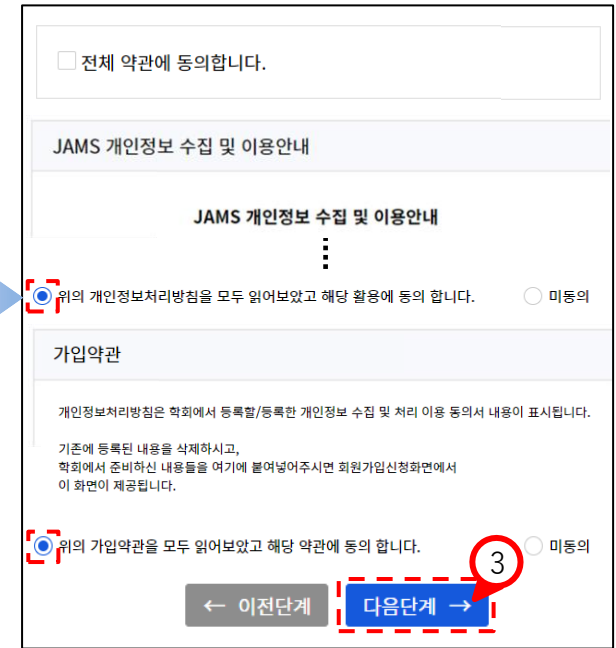 전체 약관에 동의합니다.
JAMS 개인정보 수집 및 이용안내
JAMS 개인정보 수집 및 이용안내
위의 개인정보처리방침을 모두 읽어보았고 해당 활용에 동의 합니다. 미동의
가입약관
개인정보처리방침은 학회에서 등록할/등록한 개인정보 수집 및 처리 이용 동의서 내용이 표시됩니다.
기존에 등록된 내용을 삭제하시고,
학회에서 준비하신 내용들을 여기에 붙여넣어주시면 회원가입신청화면에서
이 화면이 제공됩니다.
위의 가입약관을 모두 읽어보았고 해당 약관에 동의 합니다. 미동의
3
← 이전단계 다음단계 →